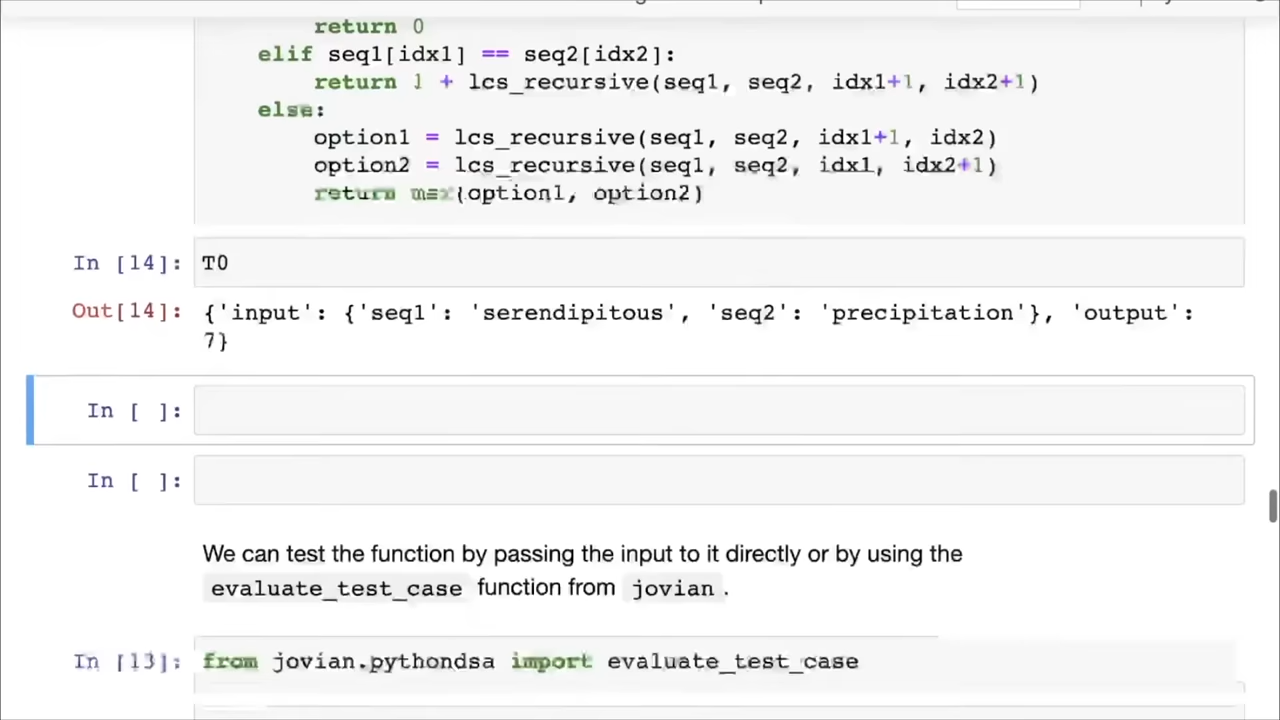 return 0
elif seq1[idx1] == seq2[idx2]:
return 1 + lcs_recursive(seq1, seq2, idx1+1, idx2+1)
else:
option1 = lcs_recursive(seq1, seq2, idx1+1, idx2)
option2 = lcs_recursive(seq1, seq2, idx1, idx2+1)
return max(option1, option2)
In [14]: T0
Out[14]: {'input': {'seq1': 'serendipitous', 'seq2': 'precipitation'}, 'output':
7}
In [ ]:
In [ ]:
We can test the function by passing the input to it directly or by using the
evaluate_test_case function from jovian.
In [13]: from jovian.pythondsa import evaluate_test_case